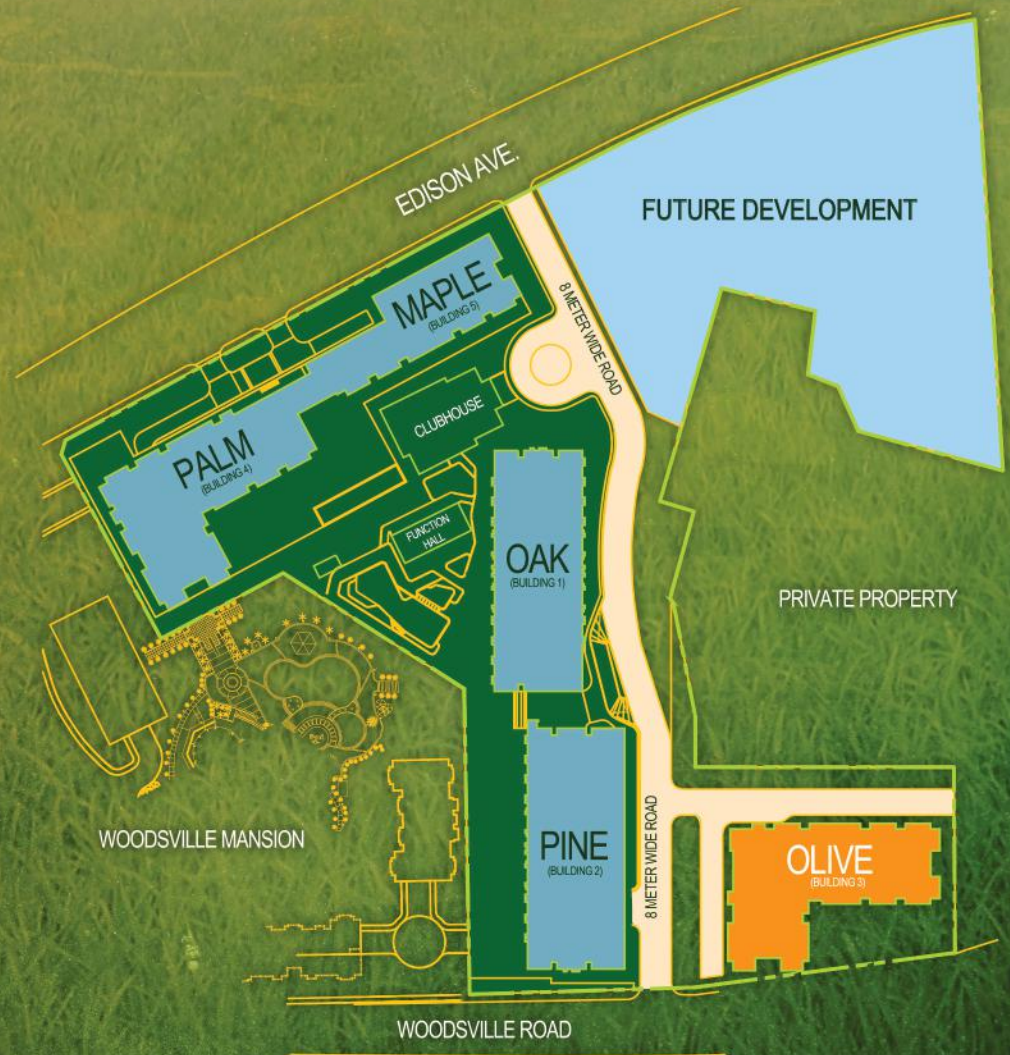 EDISON AVE.
FUTURE DEVELOPMENT
MAPLE
(BUILDING 5)
8 METER WIDE ROAD
CLUBHOUSE
PALM
(BUILDING 4)
FUNCTION
HALL
OAK
(BUILDING 1)
PRIVATE PROPERTY
WOODSVILLE MANSION
PINE
(BUILDING 2)
8 METER WIDE ROAD
OLIVE
(BUILDING 3)
WOODSVILLE ROAD